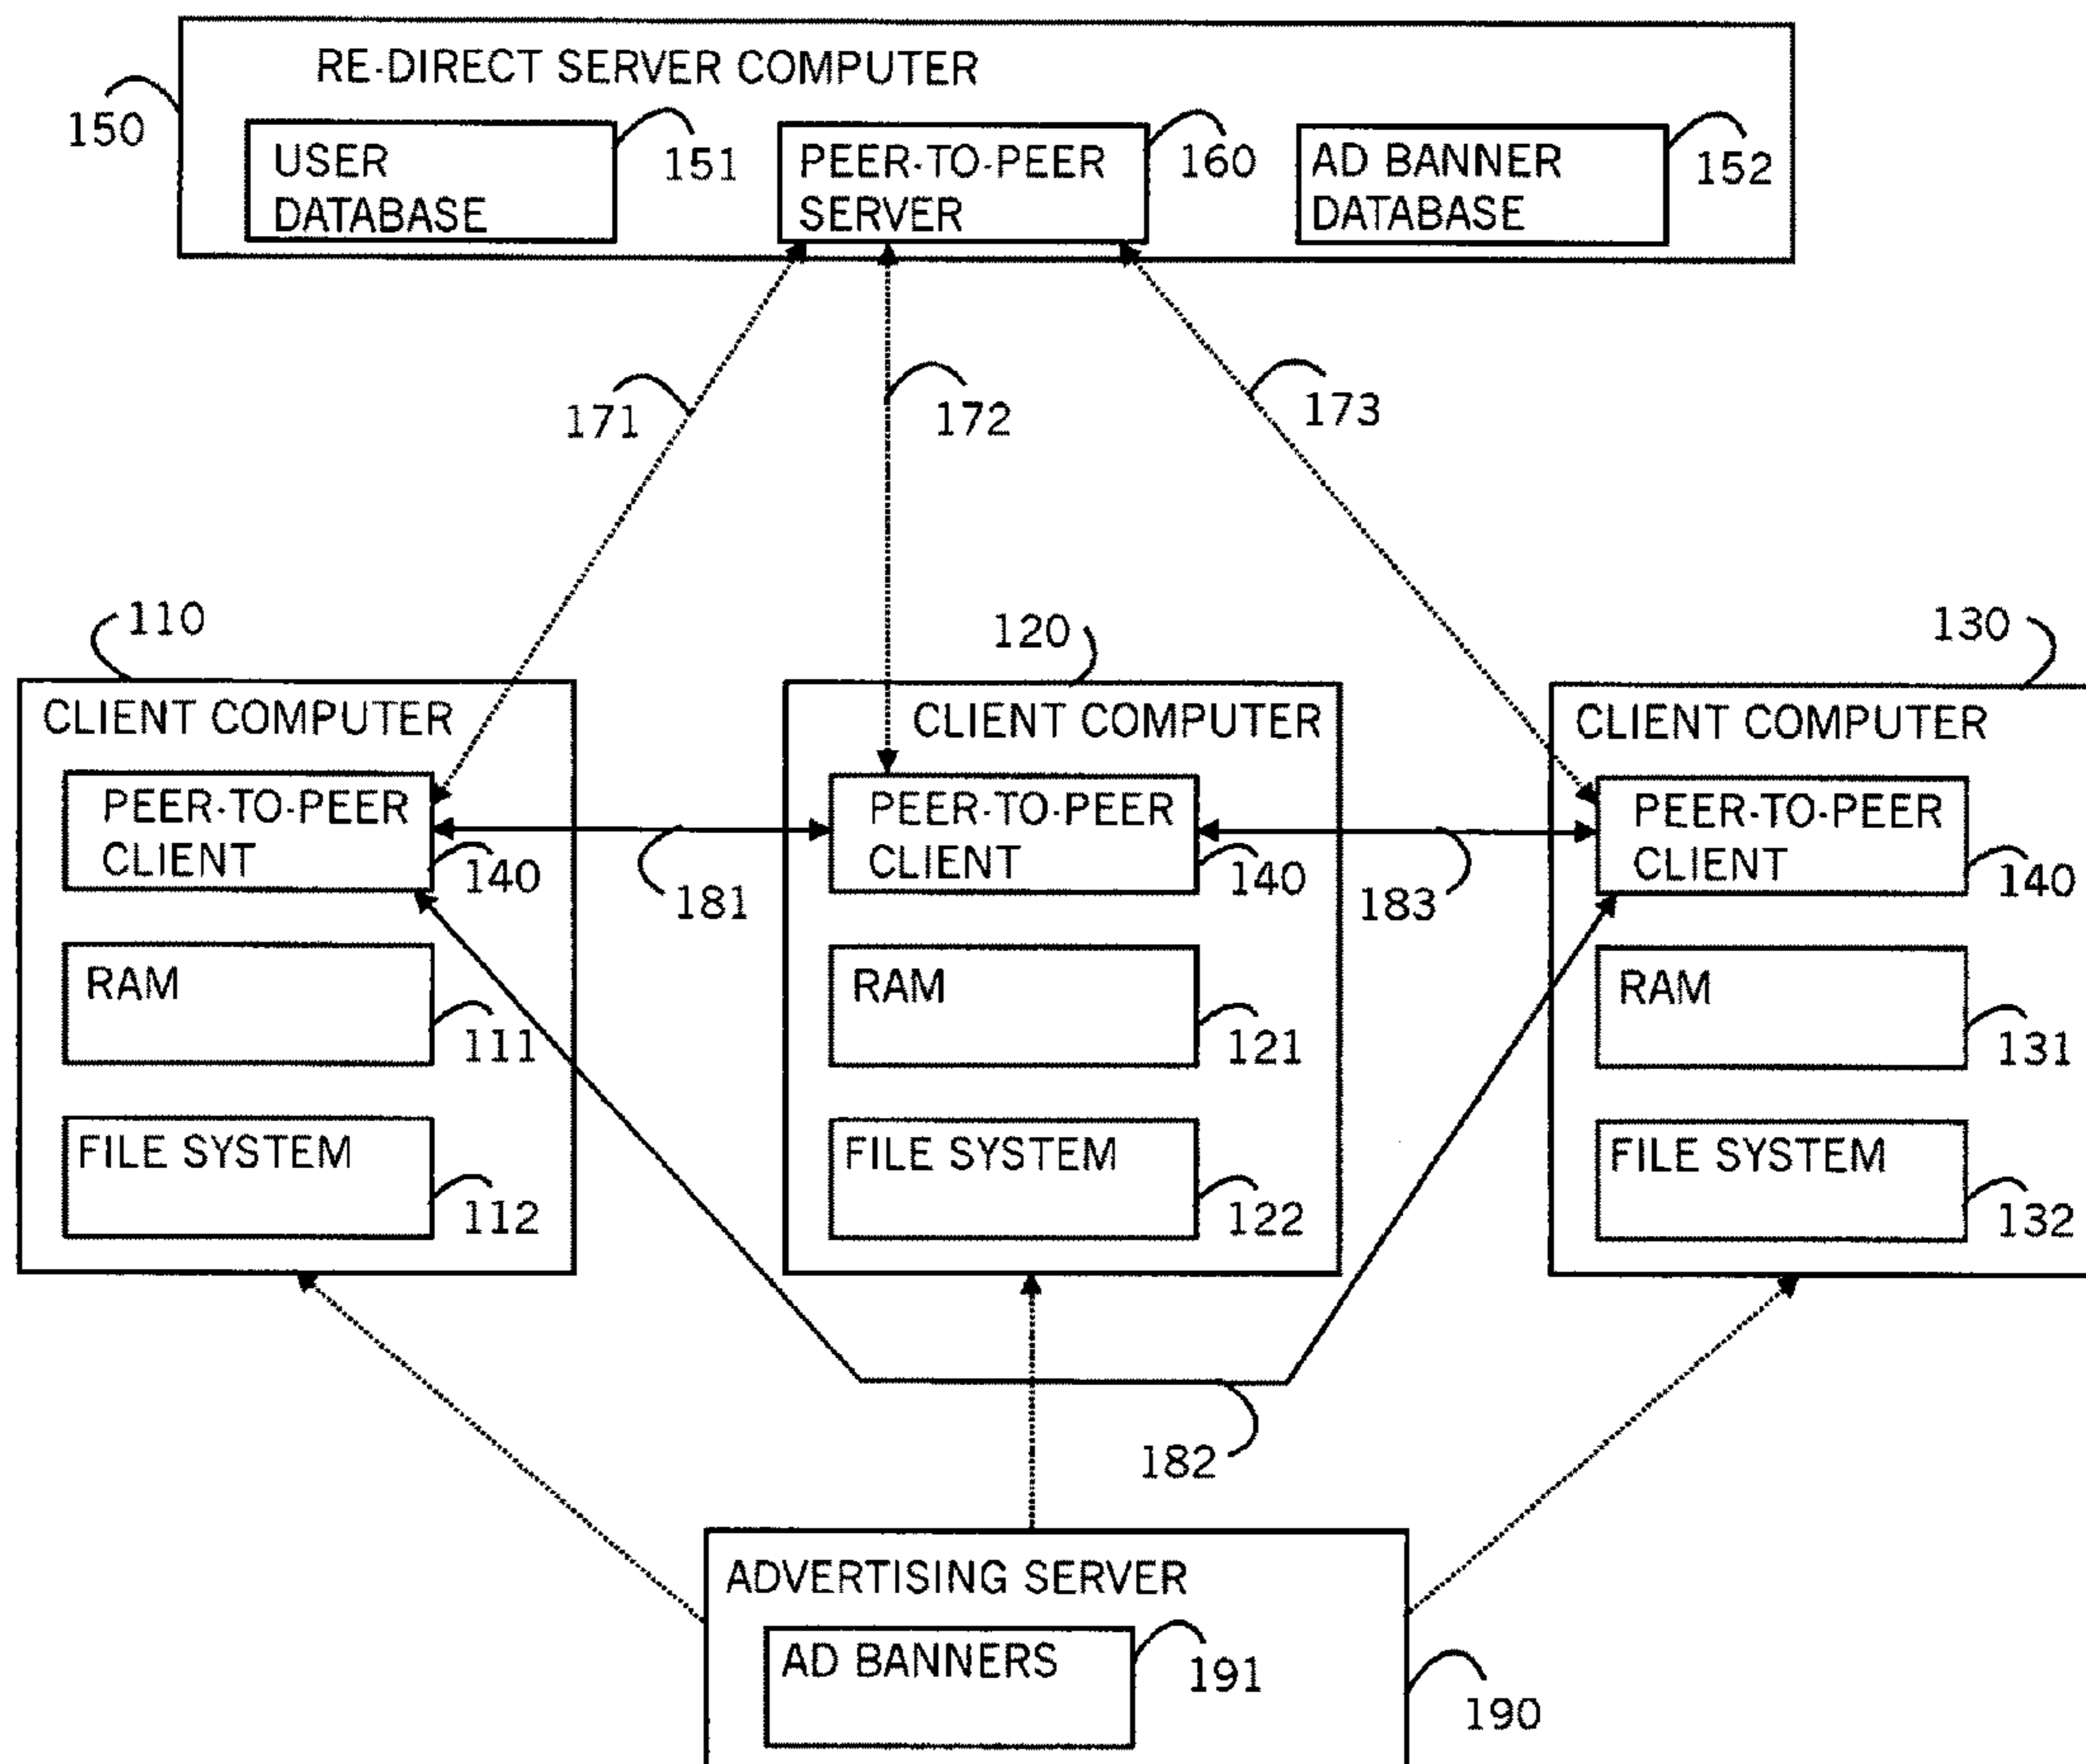 RE-DIRECT SERVER COMPUTER
150
USER
DATABASE
151
PEER-TO-PEER
SERVER
160
AD BANNER
DATABASE
152
171
172
173
110
120
130
CLIENT COMPUTER
PEER-TO-PEER
CLIENT
140
RAM
111
FILE SYSTEM
112
181
CLIENT COMPUTER
PEER-TO-PEER
CLIENT
140
RAM
121
FILE SYSTEM
122
183
CLIENT COMPUTER
PEER-TO-PEER
CLIENT
140
RAM
131
FILE SYSTEM
132
182
ADVERTISING SERVER
AD BANNERS
191
190